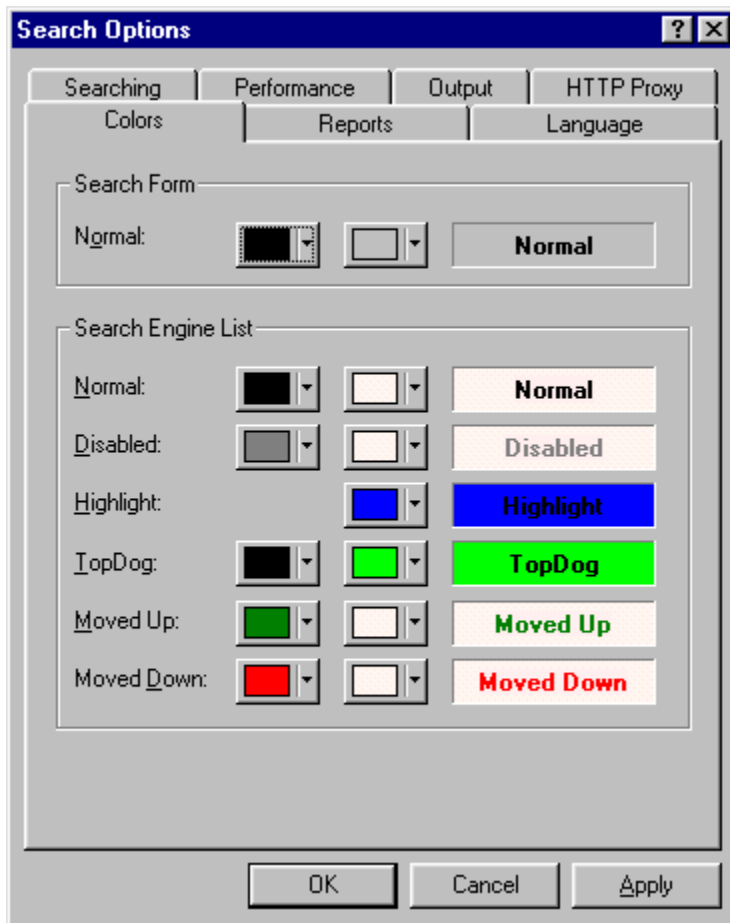 Search Options
Searching Performance Output HTTP Proxy
Colors Reports Language
Search Form
Normal: Normal
Search Engine List
Normal: Normal
Disabled: Disabled
Highlight: Highlight
TopDog: TopDog
Moved Up: Moved Up
Moved Down: Moved Down
OK Cancel Apply